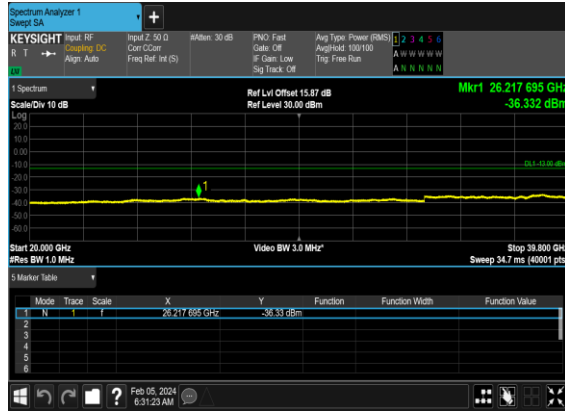 Spectrum Analyzer 1
Swept SA
+
KEYSIGHT Input: RF Input Z: 50 Ω #Atten: 30 dB PNO: Fast Avg Type: Power (RMS) 1 2 3 4 5 6
R T Coupling: DC Corr CCorr Gate: Off Avg|Hold: 100/100 A W W W W W
Align: Auto Freq Ref: Int (S) IF Gain: Low Trig: Free Run
Sig Track: Off A N N N N N
1 Spectrum Ref Lvl Offset 15.87 dB Mkr1 26.217 695 GHz
Scale/Div 10 dB Ref Level 30.00 dBm -36.332 dBm
Log
20.0
10.0
0.00
-10.0
DL1 -13.00 dBm
-20.0
1
-30.0
-40.0
-50.0
-60.0
Start 20.000 GHz Video BW 3.0 MHz* Stop 39.800 GHz
#Res BW 1.0 MHz Sweep 34.7 ms (40001 pts)
5 Marker Table
Mode Trace Scale X Y Function Function Width Function Value
1 N 1 f 26.217 695 GHz -36.33 dBm
2
3
4
5
6
? Feb 05, 2024
6:31:23 AM